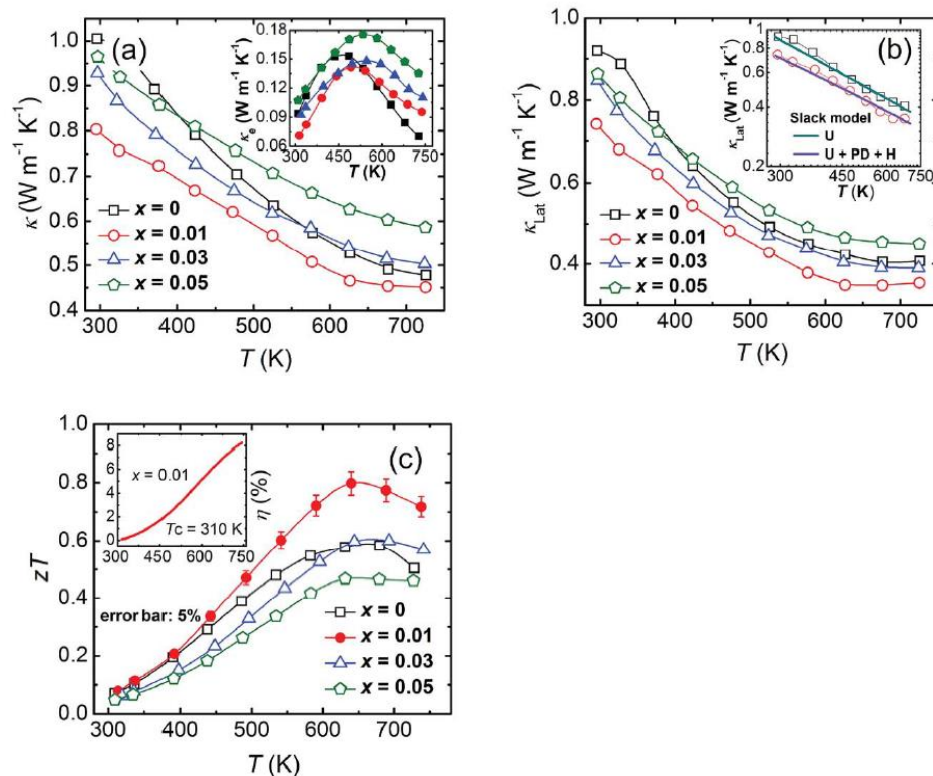 (a)
κ (W m⁻¹ K⁻¹)
1.0
0.9
0.8
0.7
0.6
0.5
0.4
300 400 500 600 700
T (K)
x = 0
x = 0.01
x = 0.03
x = 0.05
κe (W m⁻¹ K⁻¹)
0.18
0.15
0.12
0.09
0.06
300 450 600 750
T (K)
(b)
κLat (W m⁻¹ K⁻¹)
1.0
0.8
0.6
0.4
300 400 500 600 700
T (K)
x = 0
x = 0.01
x = 0.03
x = 0.05
κLat (W m⁻¹ K⁻¹)
1
0.8
0.4
0.2
Slack model
U
U + PD + H
300 450 600 750
T (K)
(c)
zT
1.0
0.8
0.6
0.4
0.2
0.0
300 400 500 600 700
T (K)
8
6
4
2
0
x = 0.01
Tc = 310 K
η (%)
300 450 600 750
error bar: 5%
x = 0
x = 0.01
x = 0.03
x = 0.05